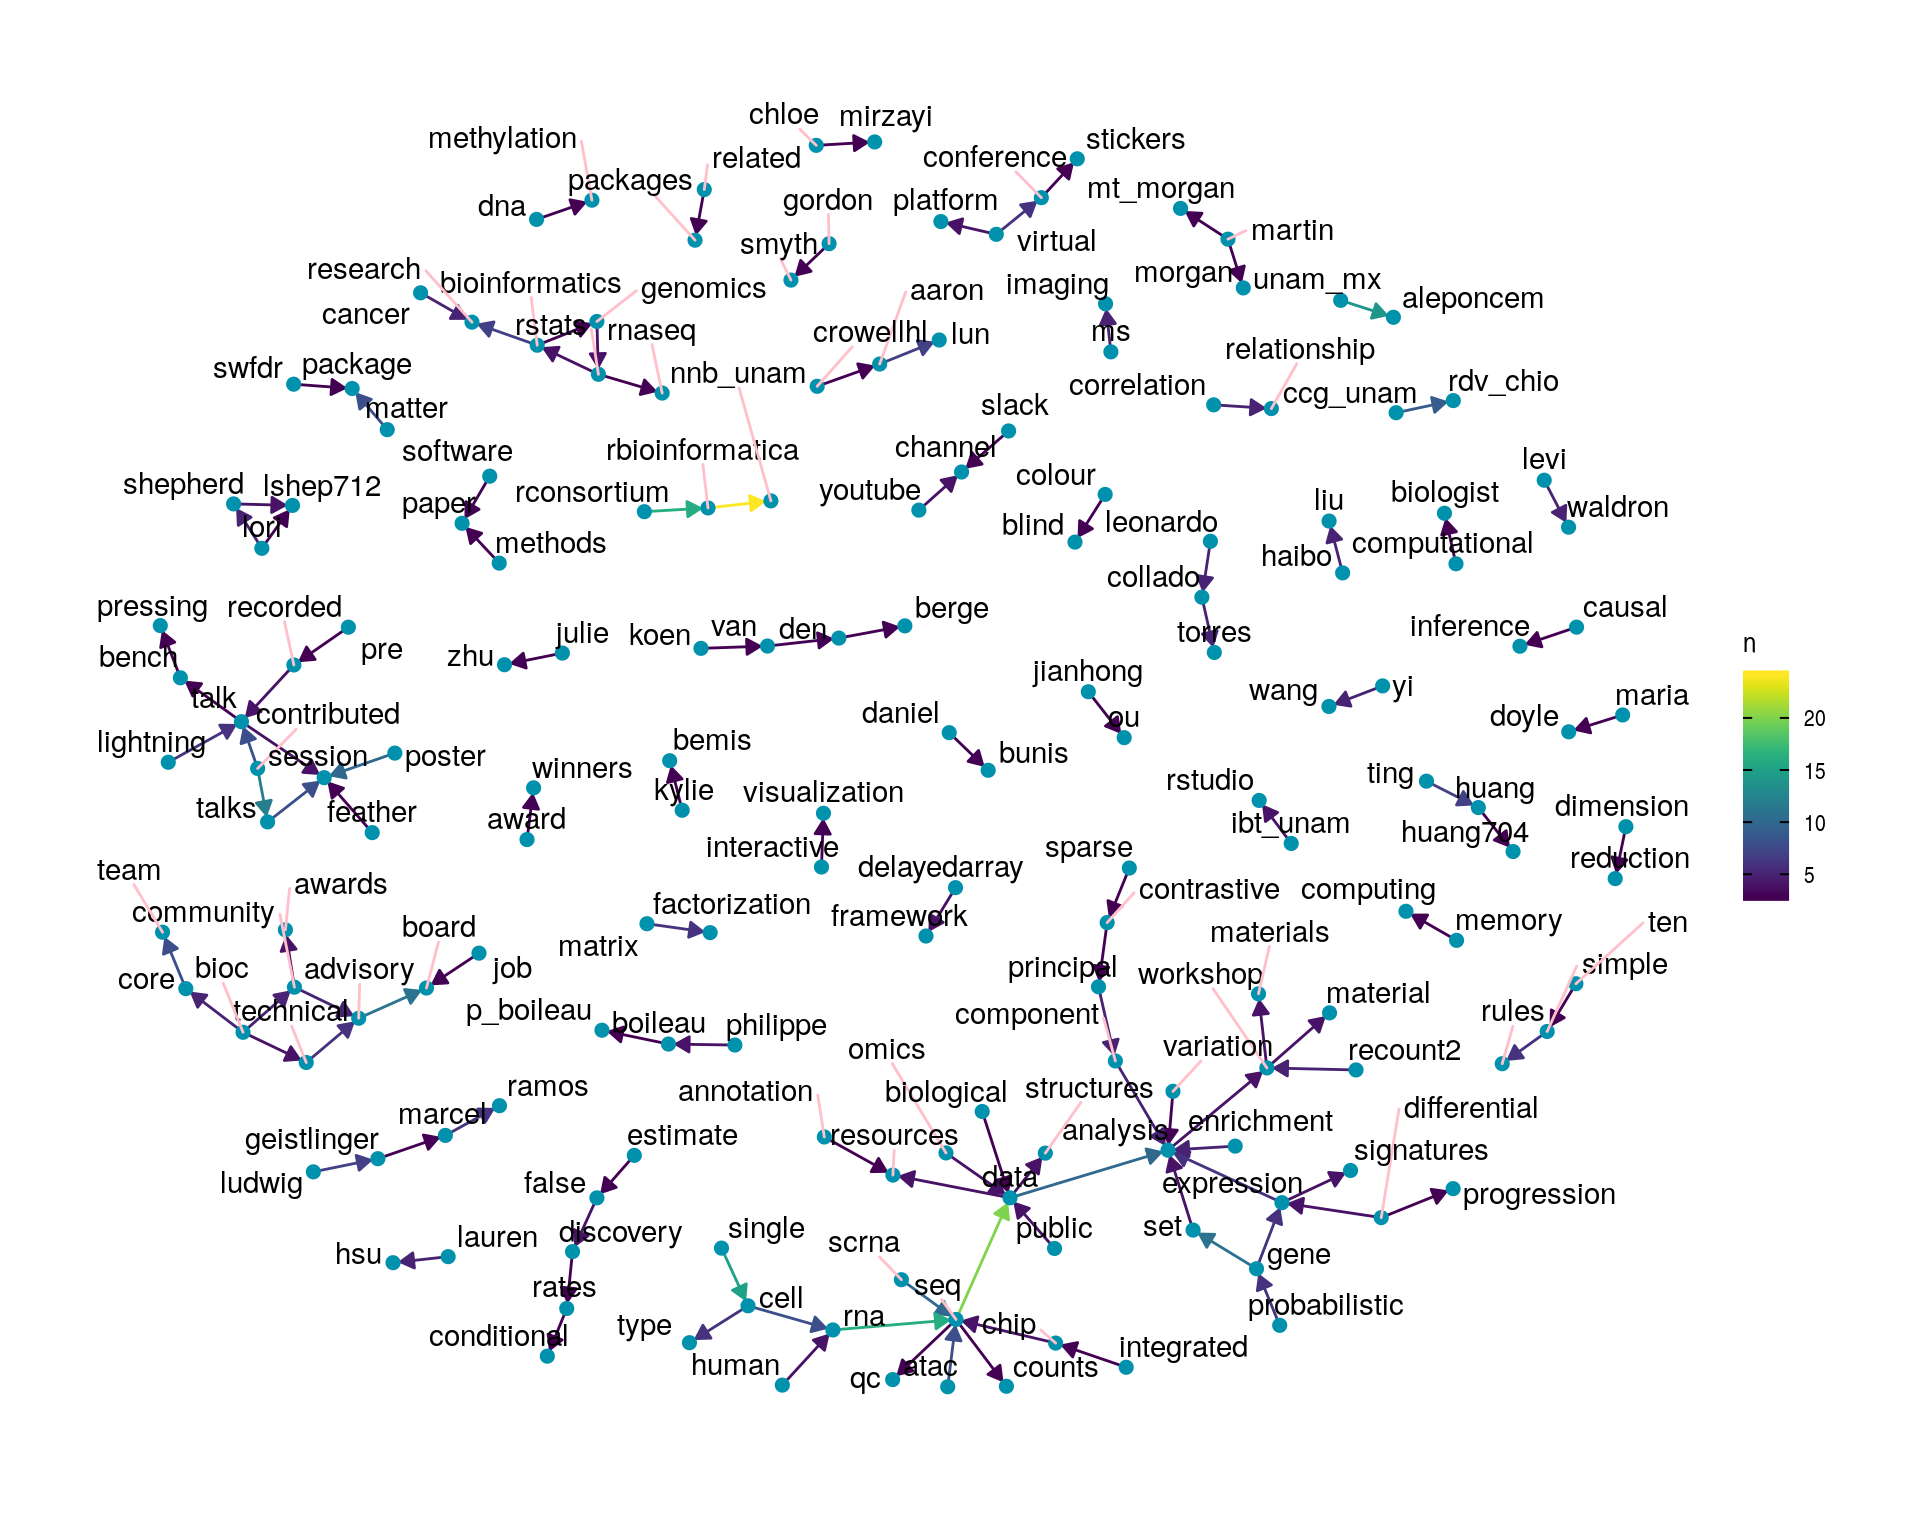 chloe
mirzayi
methylation
related
conference
stickers
packages
dna
gordon
platform
mt_morgan
smyth
virtual
martin
research
bioinformatics
genomics
imaging
morgan
unam_mx
aleponcem
cancer
rstats
rnaseq
aaron
crowellhl
lun
ms
relationship
swfdr
package
nnb_unam
correlation
ccg_unam
rdv_chio
matter
slack
software
rbioinformatica
channel
levi
shepherd
lshep712
paper
rconsortium
youtube
colour
liu
biologist
waldron
lori
methods
blind
leonardo
haibo
computational
pressing
recorded
collado
koen
van
den
berge
causal
inference
bench
pre
zhu
julie
torres
talk
contributed
jianhong
wang
yi
maria
doyle
lightning
session
poster
daniel
ou
bemis
bunis
talks
feather
winners
award
kylie
visualization
interactive
rstudio
ibt_unam
ting
huang
huang704
dimension
reduction
team
awards
community
board
factorization
matrix
delayedarray
framework
sparse
contrastive
computing
memory
ten
core
bioc
advisory
job
technical
principal
workshop
materials
material
simple
rules
p_boileau
boileau
philippe
component
variation
recount2
omics
annotation
biological
structures
enrichment
differential
ramos
marcel
geistlinger
ludwig
estimate
resources
analysis
signatures
false
data
expression
progression
hsu
lauren
discovery
single
scrna
public
set
gene
rates
type
cell
rna
seq
chip
probabilistic
conditional
human
qc
atac
counts
integrated
n
20
15
10
5